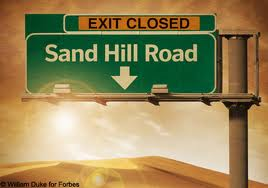 EXIT CLOSED
Sand Hill Road
© William Duke for Forbes